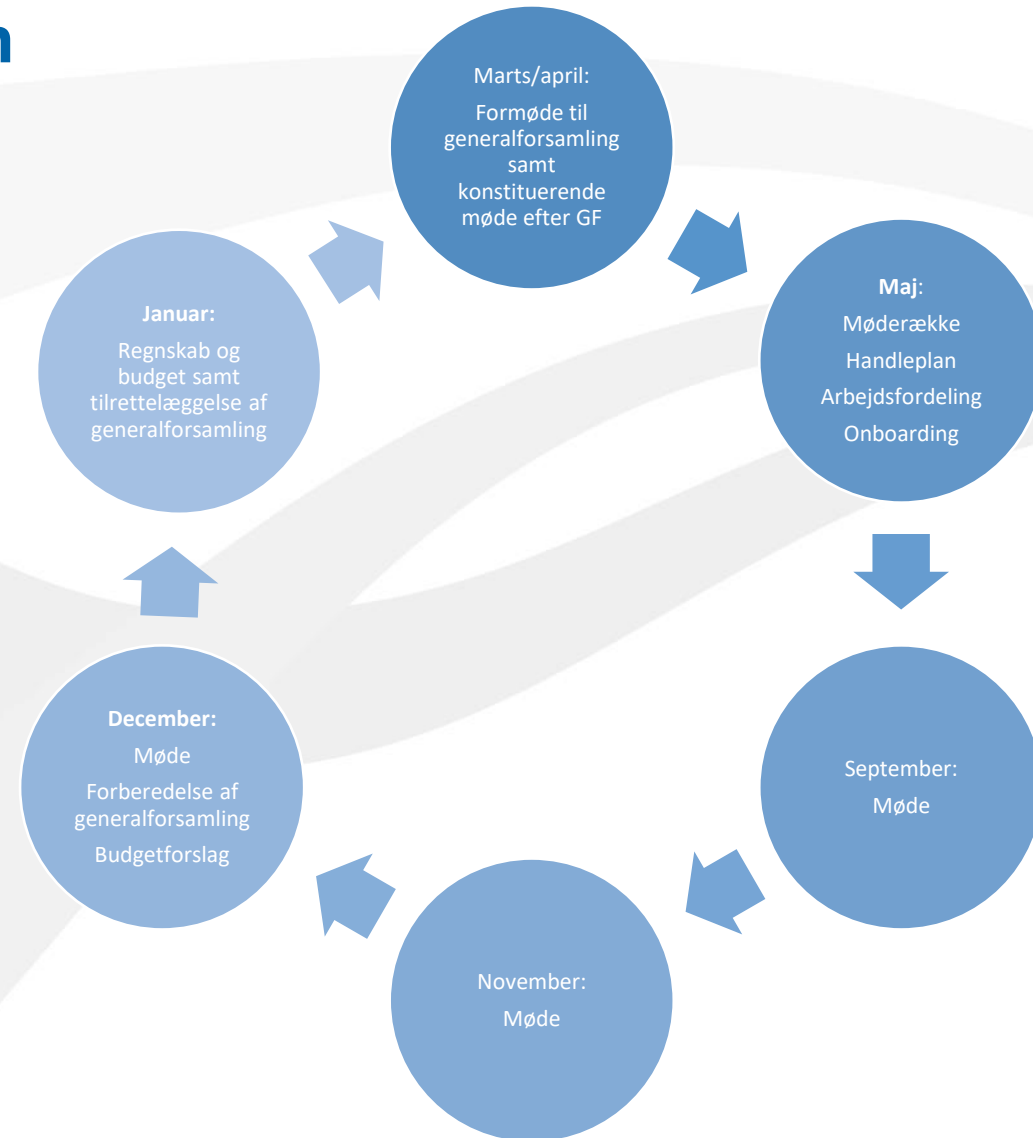 Marts/april:
Formøde til
generalforsamling
samt
konstituerende
møde efter GF
Maj:
Møderække
Handleplan
Arbejdsfordeling
Onboarding
September:
Møde
November:
Møde
December:
Møde
Forberedelse af
generalforsamling
Budgetforslag
Januar:
Regnskab og
budget samt
tilrettelæggelse af
generalforsamling